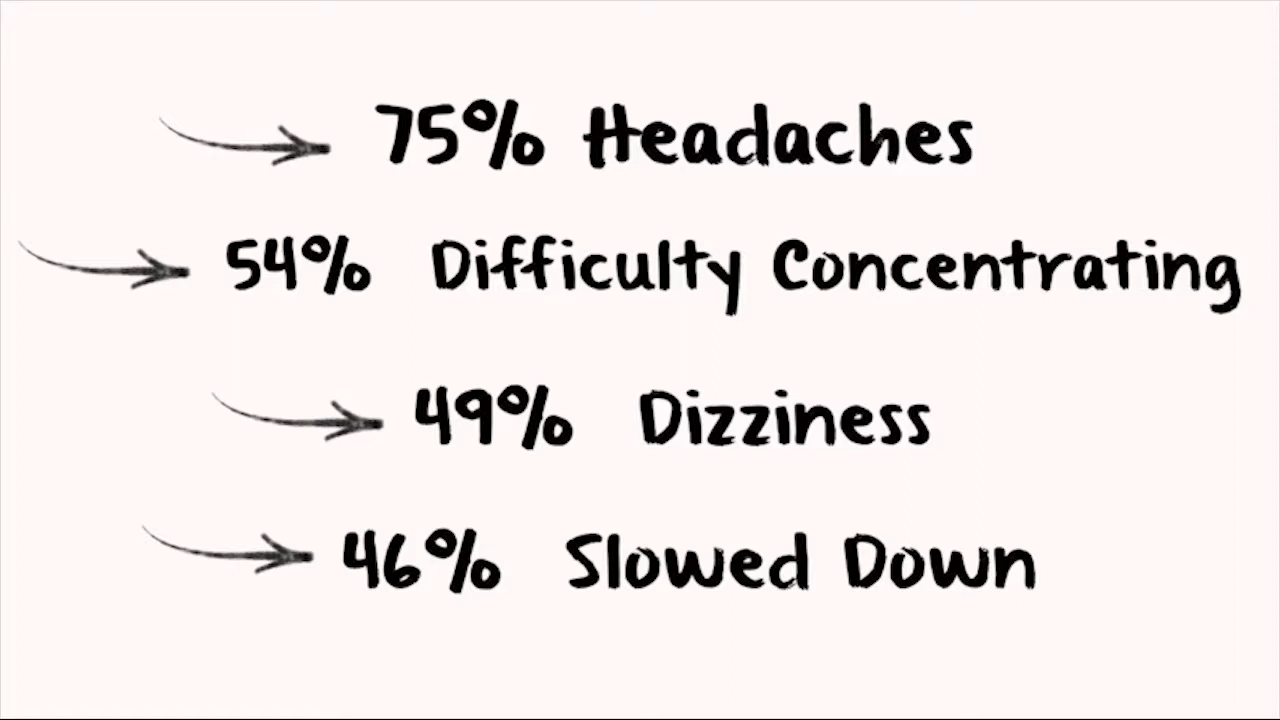 75% Headaches
54% Difficulty Concentrating
49% Dizziness
46% Slowed Down